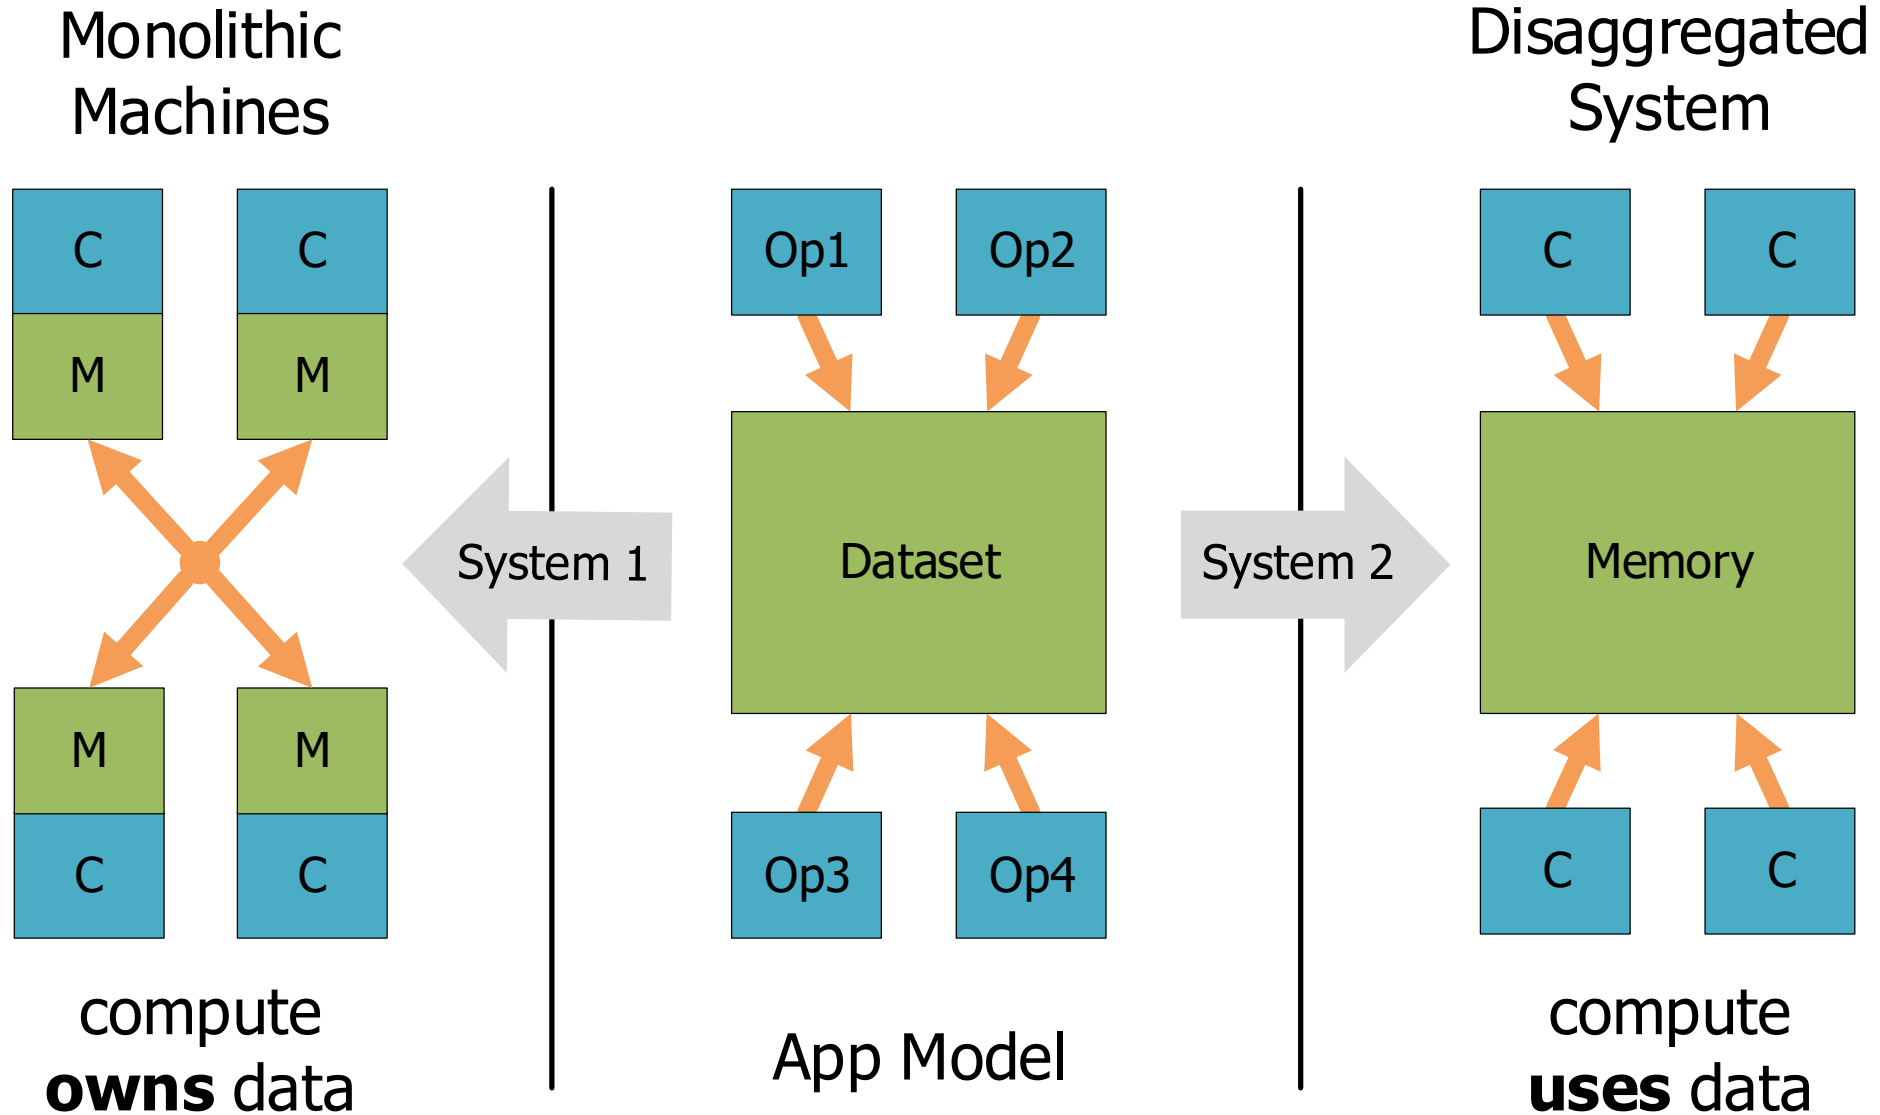 Monolithic
Machines
C
C
M
M
M
M
C
C
compute
owns data
System 1
Op1
Op2
Dataset
Op3
Op4
App Model
System 2
Disaggregated
System
C
C
Memory
C
C
compute
uses data